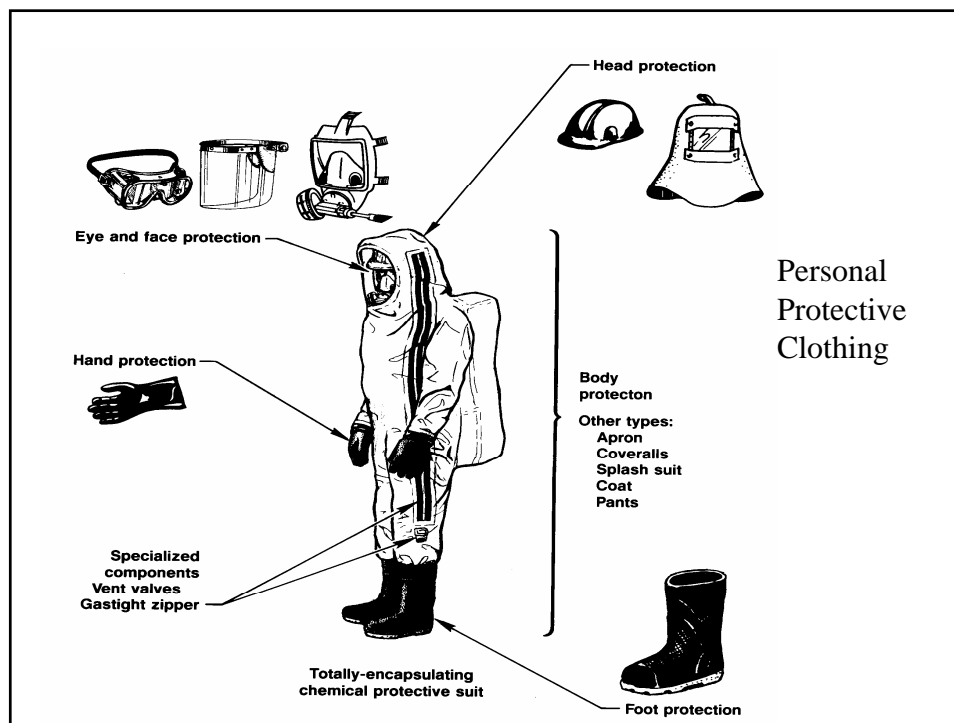 Head protection
Eye and face protection
Personal
Protective
Clothing
Hand protection
Body
protecton
Other types:
Apron
Coveralls
Splash suit
Coat
Pants
Specialized
components
Vent valves
Gastight zipper
Totally-encapsulating
chemical protective suit
Foot protection